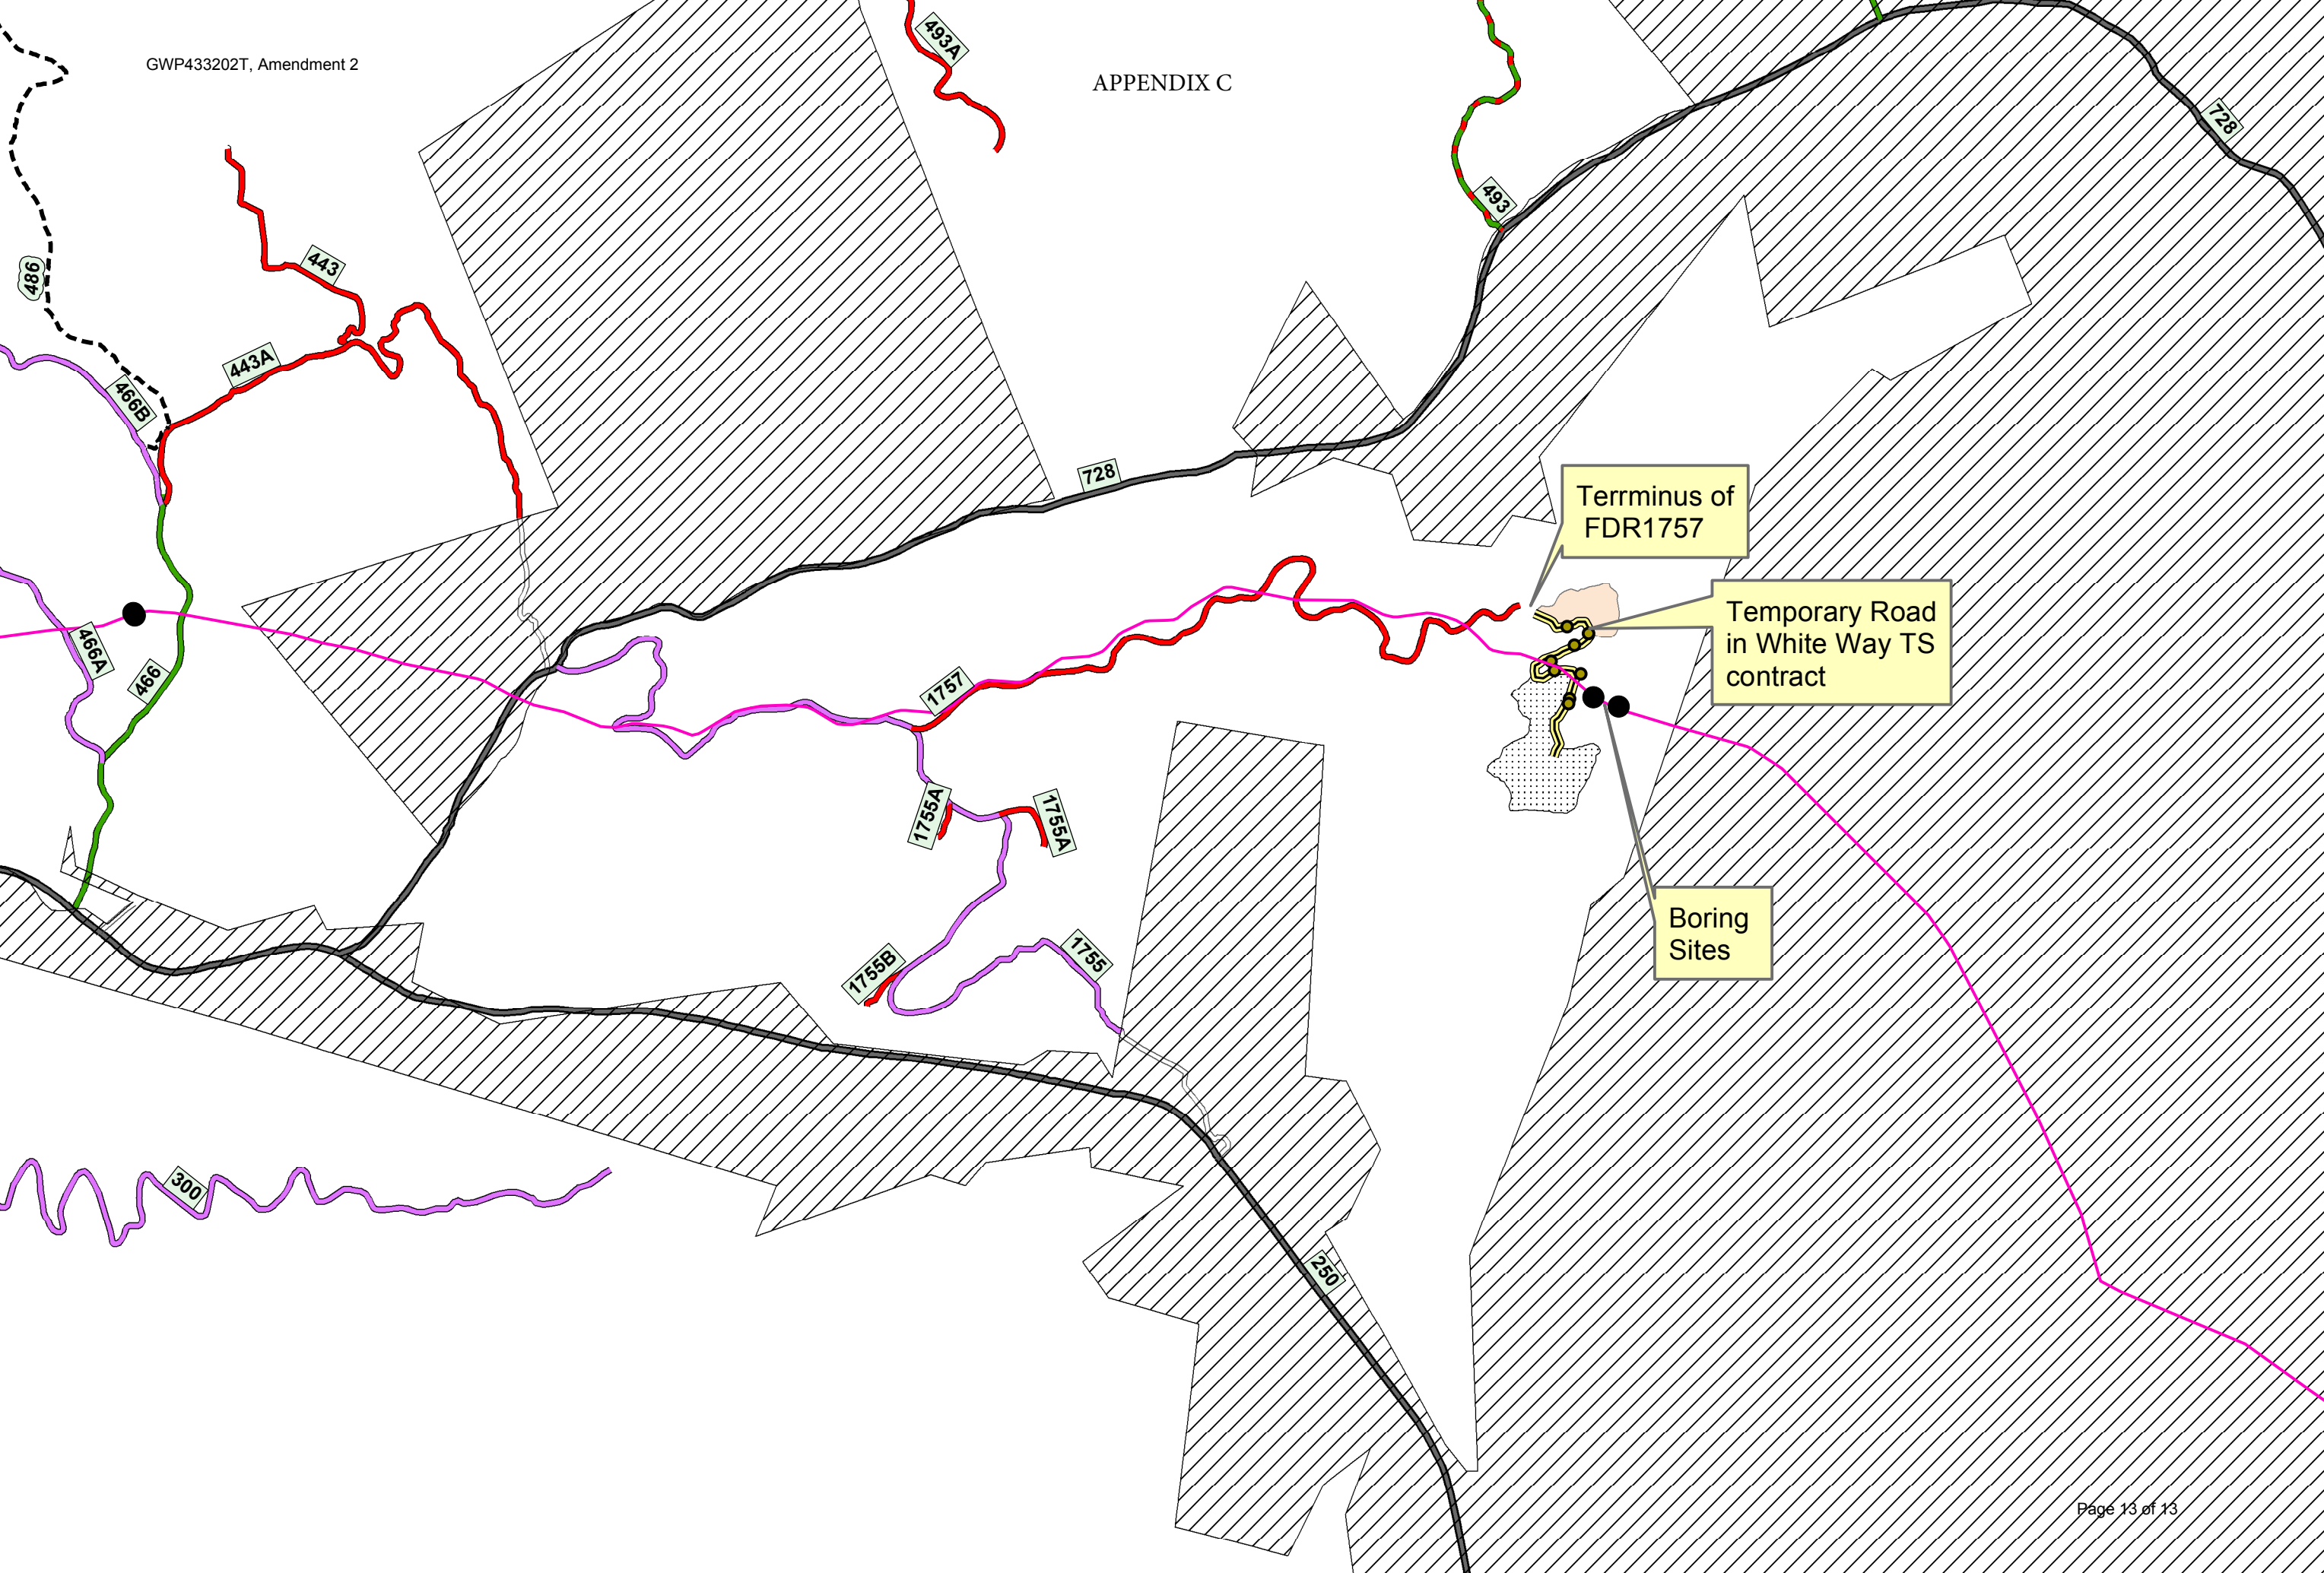 GWP433202T, Amendment 2
APPENDIX C
493A
728
493
443
486
443A
466B
728
Terrminus of
FDR1757
Temporary Road
in White Way TS
contract
466A
466
1757
1755A
1755A
Boring
Sites
1755B
1755
300
250
Page 13 of 13